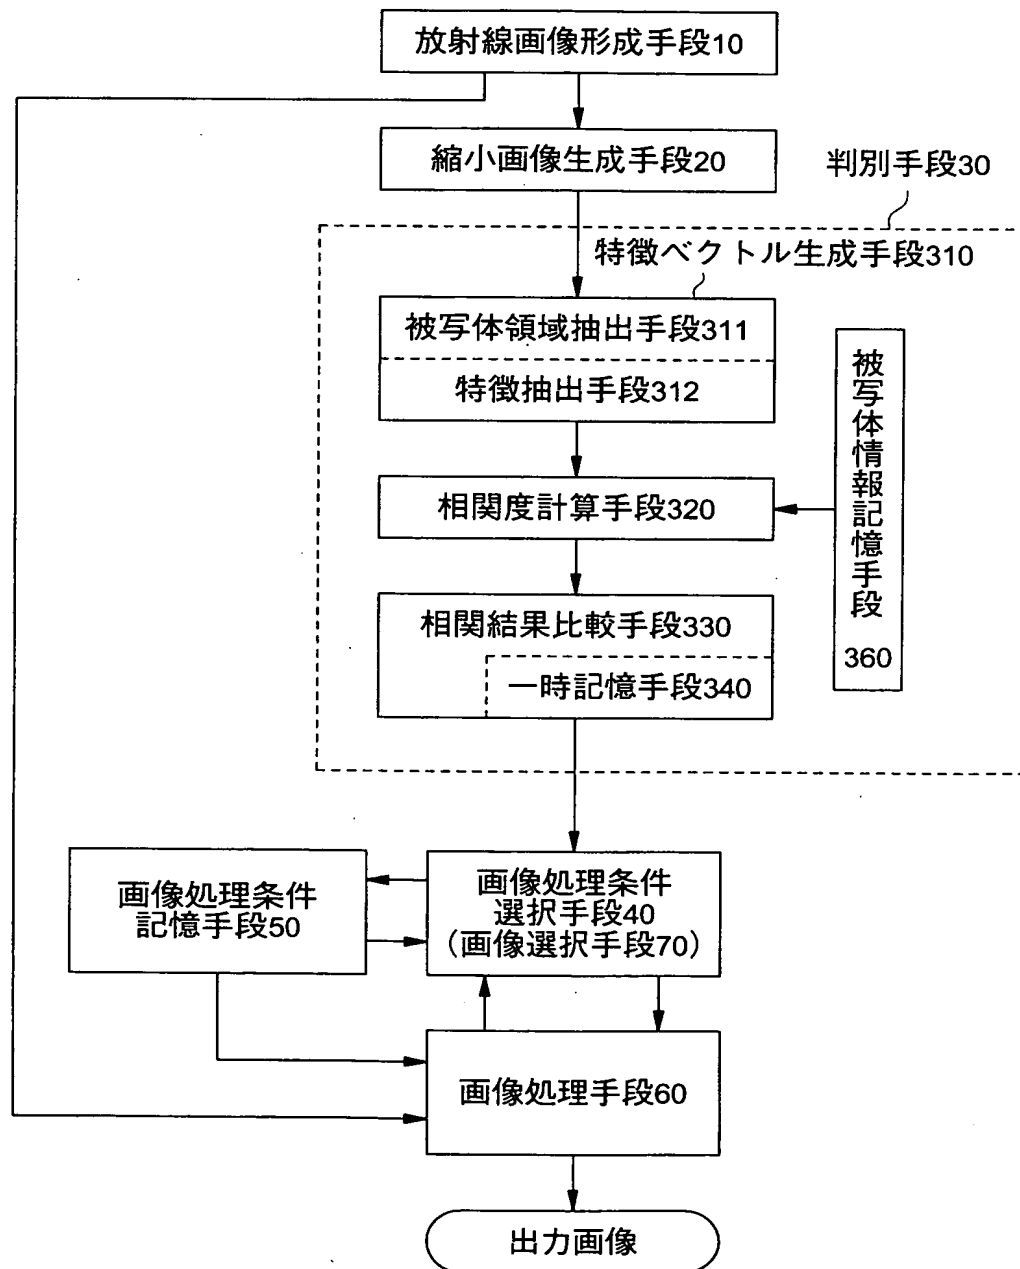 放射線画像形成手段10
縮小画像生成手段20
判別手段30
特徴ベクトル生成手段310
被写体領域抽出手段311
特徴抽出手段312
被写体情報記憶手段
360
相関度計算手段320
相関結果比較手段330
一時記憶手段340
画像処理条件
記憶手段50
画像処理条件
選択手段40
(画像選択手段70)
画像処理手段60
出力画像